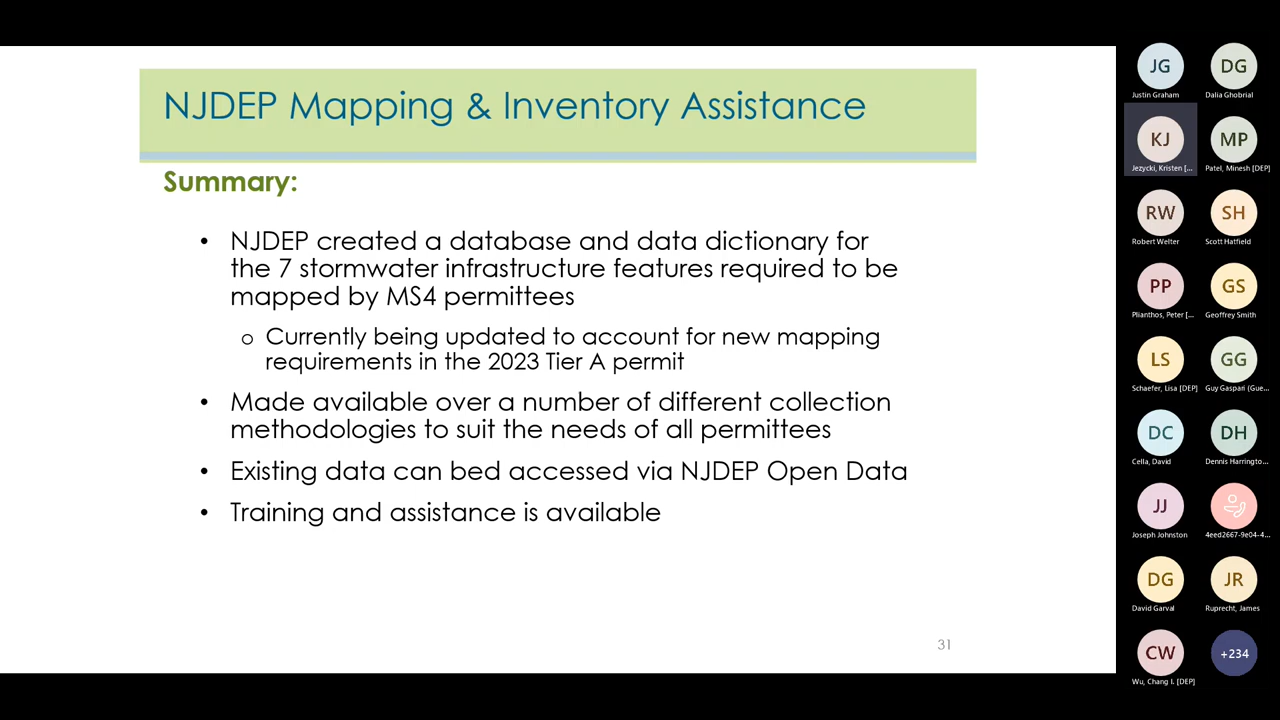 NJDEP Mapping & Inventory Assistance
Summary:
• NJDEP created a database and data dictionary for
the 7 stormwater infrastructure features required to be
mapped by MS4 permittees
o Currently being updated to account for new mapping
requirements in the 2023 Tier A permit
• Made available over a number of different collection
methodologies to suit the needs of all permittees
• Existing data can bed accessed via NJDEP Open Data
• Training and assistance is available
31
JG
DG
Justin Graham
Dalia Ghobrial
KJ
MP
Jezycki, Kristen [...
Patel, Minesh [DEP]
RW
SH
Robert Welter
Scott Hatfield
PP
GS
Plianthos, Peter [...
Geoffrey Smith
LS
GG
Schaefer, Lisa [DEP]
Guy Gaspari (Gue...
DC
DH
Cella, David
Dennis Harringto...
JJ
Joseph Johnston
4eed2667-9e04-4...
DG
JR
David Garval
Ruprecht, James
CW
+234
Wu, Chang I. [DEP]